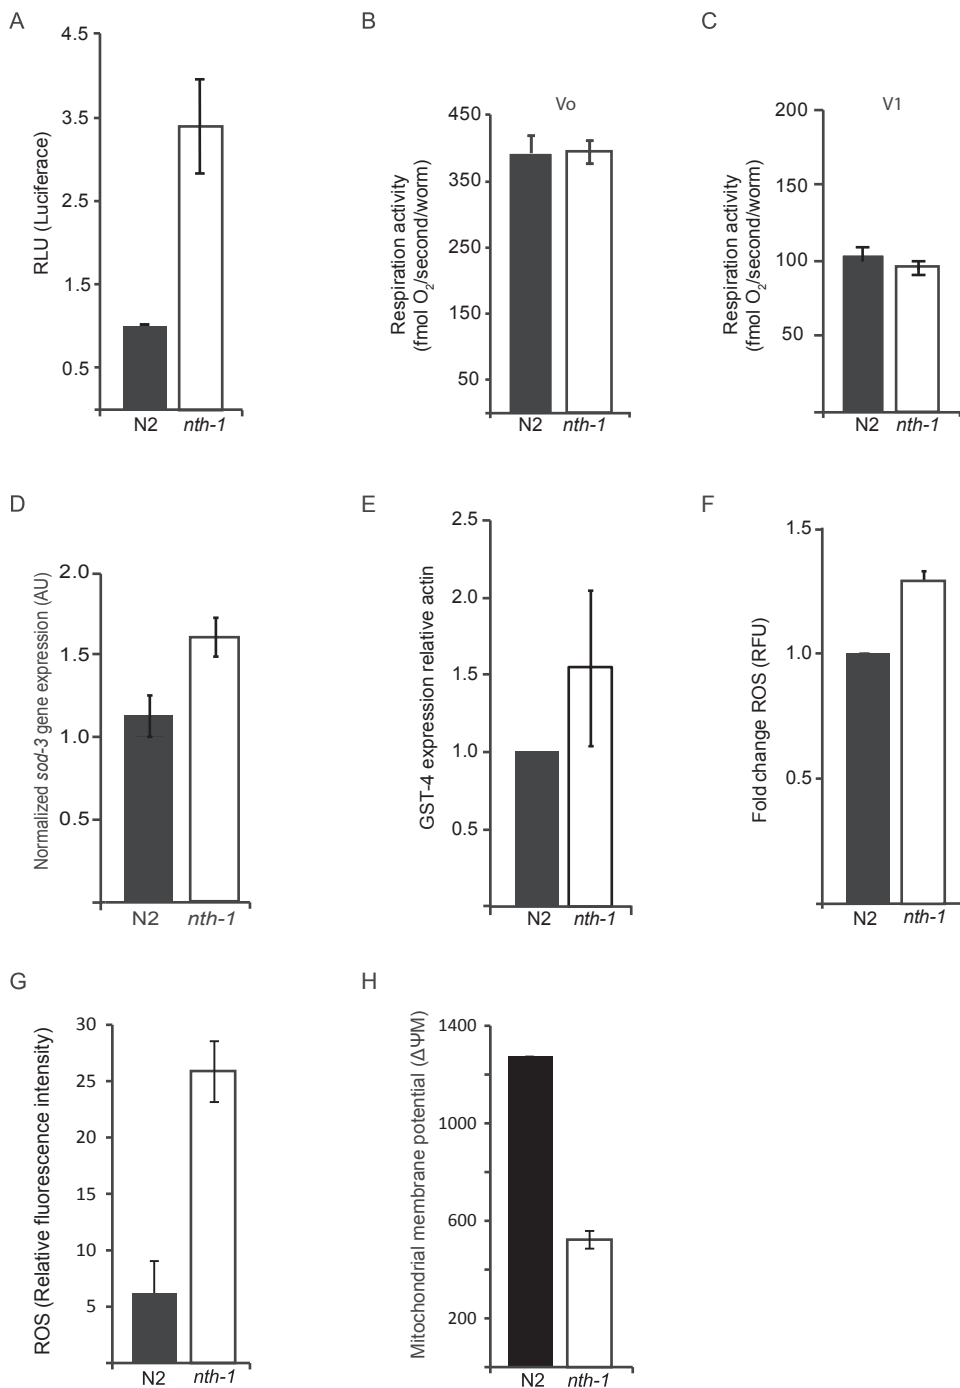 A
RLU (Luciferace)
4.5
3.5
2.5
1.5
0.5
N2 nth-1
B
Vo
Respiration activity
(fmol O₂/second/worm)
450
350
250
150
50
N2 nth-1
C
V1
Respiration activity
(fmol O₂/second/worm)
200
150
100
50
N2 nth-1
D
Normalized sod-3 gene expression (AU)
2.0
1.5
1.0
0.5
N2 nth-1
E
GST-4 expression relative actin
2.5
2.0
1.5
1.0
0.5
N2 nth-1
F
Fold change ROS (RFU)
1.5
1.0
0.5
N2 nth-1
G
ROS (Relative fluorescence intensity)
30
25
20
15
10
5
N2 nth-1
H
Mitochondrial membrane potential (ΔΨM)
1400
1000
600
200
N2 nth-1